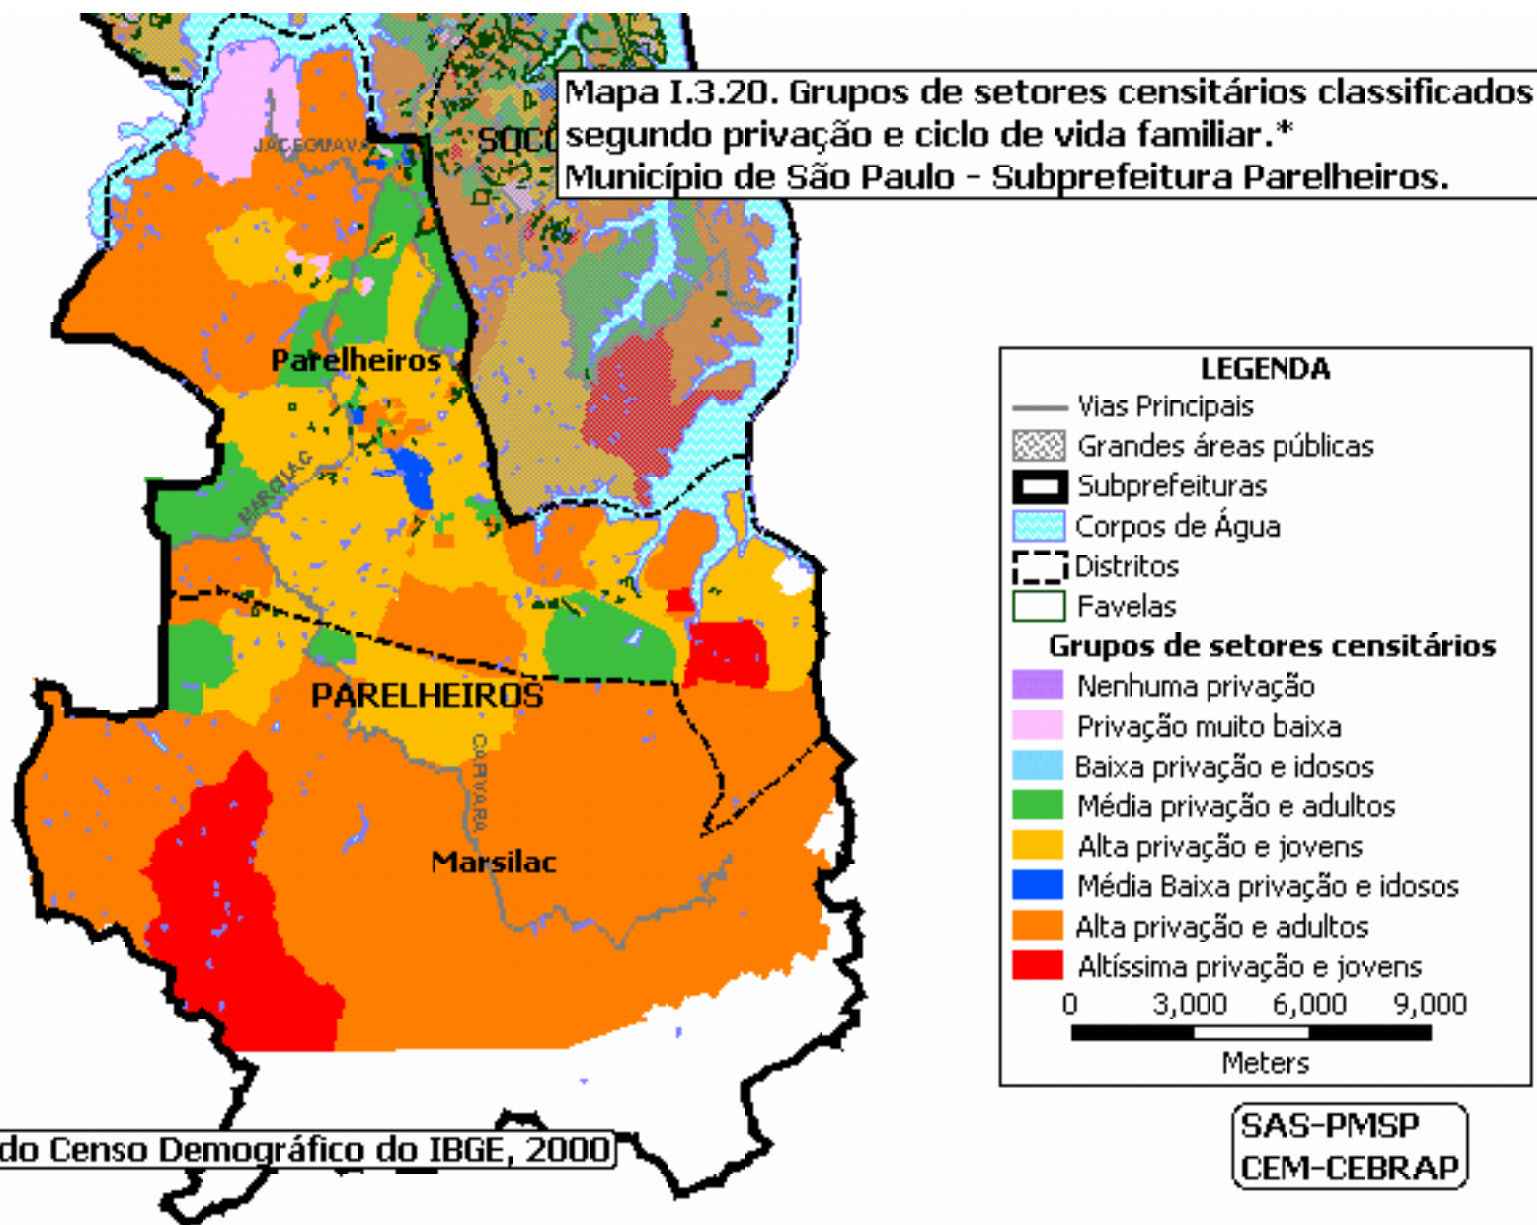 Mapa I.3.20. Grupos de setores censitários classificados
segundo privação e ciclo de vida familiar.*
Município de São Paulo - Subprefeitura Parelheiros.
SOCO
Parelheiros
MARCILAC
PARELHEIROS
CAPIVARA
Marsilac
LEGENDA
Vias Principais
Grandes áreas públicas
Subprefeituras
Corpos de Água
Distritos
Favelas
Grupos de setores censitários
Nenhuma privação
Privação muito baixa
Baixa privação e idosos
Média privação e adultos
Alta privação e jovens
Média Baixa privação e idosos
Alta privação e adultos
Altíssima privação e jovens
0 3,000 6,000 9,000
Meters
do Censo Demográfico do IBGE, 2000
SAS-PMSP
CEM-CEBRAP